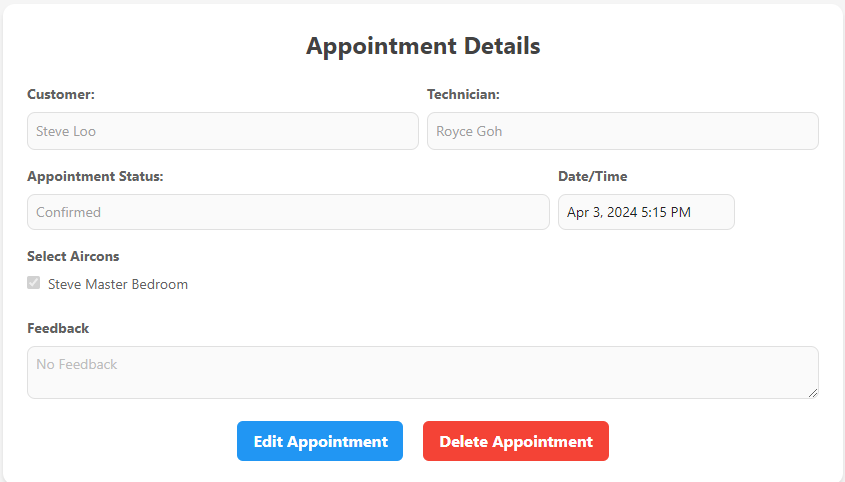 Appointment Details
Customer: Technician:
Steve Loo Royce Goh
Appointment Status: Date/Time
Confirmed Apr 3, 2024 5:15 PM
Select Aircons
Steve Master Bedroom
Feedback
No Feedback
Edit Appointment Delete Appointment